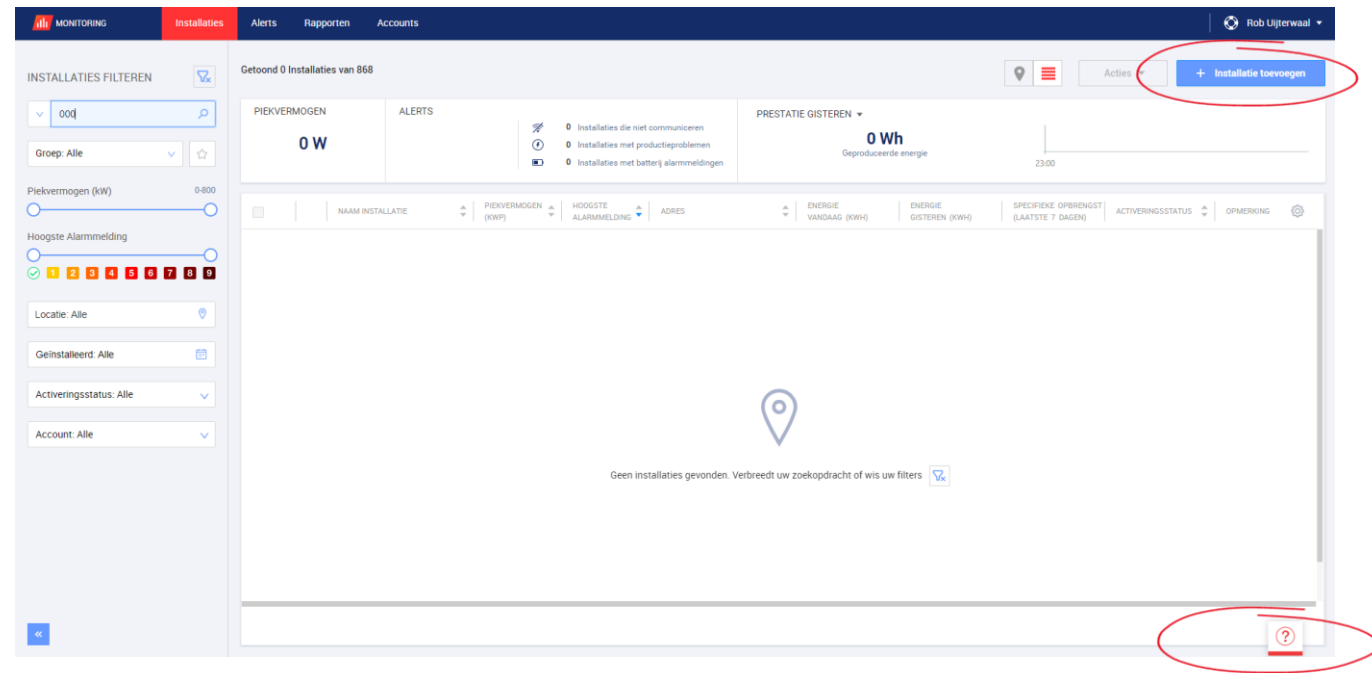 MONITORING Installaties Alerts Rapporten Accounts Rob Uijterwaal
INSTALLATIES FILTEREN
000
Groep: Alle
Piekvermogen (kW) 0-800
Hoogste Alarmmelding
1 2 3 4 5 6 7 8 9
Locatie: Alle
Geïnstalleerd: Alle
Activeringsstatus: Alle
Account: Alle
«
Getoond 0 Installaties van 868
Acties
+ Installatie toevoegen
PIEKVERMOGEN
0 W
ALERTS
0 Installaties die niet communiceren
0 Installaties met productieproblemen
0 Installaties met batterij alarmmeldingen
PRESTATIE GISTEREN
0 Wh
Geproduceerde energie
23:00
NAAM INSTALLATIE
PIEKVERMOGEN
(KWP)
HOOGSTE
ALARMMELDING
ADRES
ENERGIE
VANDAAG (KWH)
ENERGIE
GISTEREN (KWH)
SPECIFIEKE OPBRENGST
(LAATSTE 7 DAGEN)
ACTIVERINGSSTATUS
OPMERKING
Geen installaties gevonden. Verbreedt uw zoekopdracht of wis uw filters
?